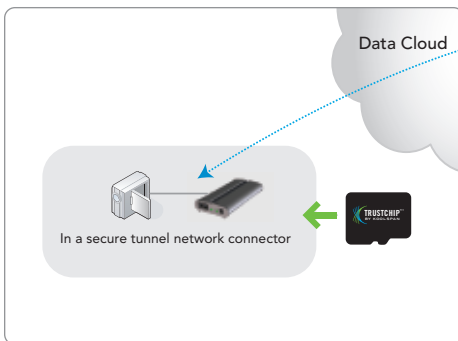 Data Cloud
In a secure tunnel network connector
TRUSTCHIP
BY KOOLSPAN